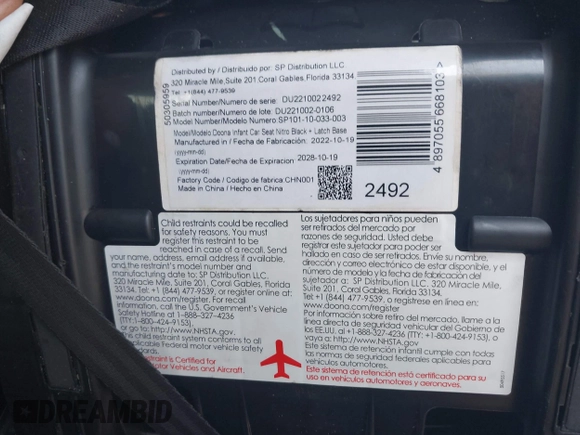 Distributed by / Distribuido por: SP Distribution LLC
320 Miracle Mile,Suite 201,Coral Gables,Florida 33134.
Tel +1(844) 477-9539
Serial Number/Numero de serie: DU2210022492
Batch Number/Numero de lote: DU221002-0106
Model Number/Modelo Numero SP101-10-033-003
Model/Modelo Doona Infant Car Seat Nitro Black + Latch Base
Manufactured in / Fecha de Fabricación: 2022-10-19
(yyyy-mm-dd)
Expiration Date/Fecha de Expiracion 2028-10-19
(yyyy-mm-dd)
Factory Code / Codigo de fabrica:CHN001
Made in China / Hecho en China
2492
50305959
4 897055 668103
Child restraints could be recalled
for safety reasons. You must
register this restraint to be
reached in case of a recall. Send
your name, address, email address if available,
and the restraint's model number and
manufacturing date to: SP Distribution LLC,
320 Miracle Mile, Suite 201, Coral Gables, Florida
33134. Tel: +1 (844) 477-9539, or register online at:
www.doona.com/register. For recall
information, call the U.S. Government's Vehicle
Safety Hotline at 1-888-327-4236
(TTY:1-800-424-9153),
or go to: http://www.NHSTA.gov.
This child restraint system conforms to all
applicable Federal motor vehicle safety
restraint is Certified for
Motor Vehicles and Aircraft.
Los sujetadores para niños pueden
ser retirados del mercado por
razones de seguridad. Usted debe
registrar este sujetador para poder ser
hallado en caso de ser retirado. Envíe su nombre,
dirección y correo electrónico de estar disponible, y el
número de modelo y la fecha de fabricación del
sujetador a: SP Distribution LLC. 320 Miracle Mile,
Suite 201, Coral Gables, Florida 33134,
Tel: +1 (844) 477-9539, o regístrese en línea en:
www.doona.com/register
Por información sobre retiro del mercado, llame a la
línea directa de seguridad vehicular del Gobierno de
los EE.UU. al +1-888-327-4236 (TTY: +1-800-424-9153), o
vaya a: http://www.NHSTA.gov.
Este sistema de retención infantil cumple con todas
las normas de seguridad federales aplicables para
vehículos automotores.
Este sistema de retención está certificado para su
uso en vehículos automotores y aeronaves.
DREAMBID